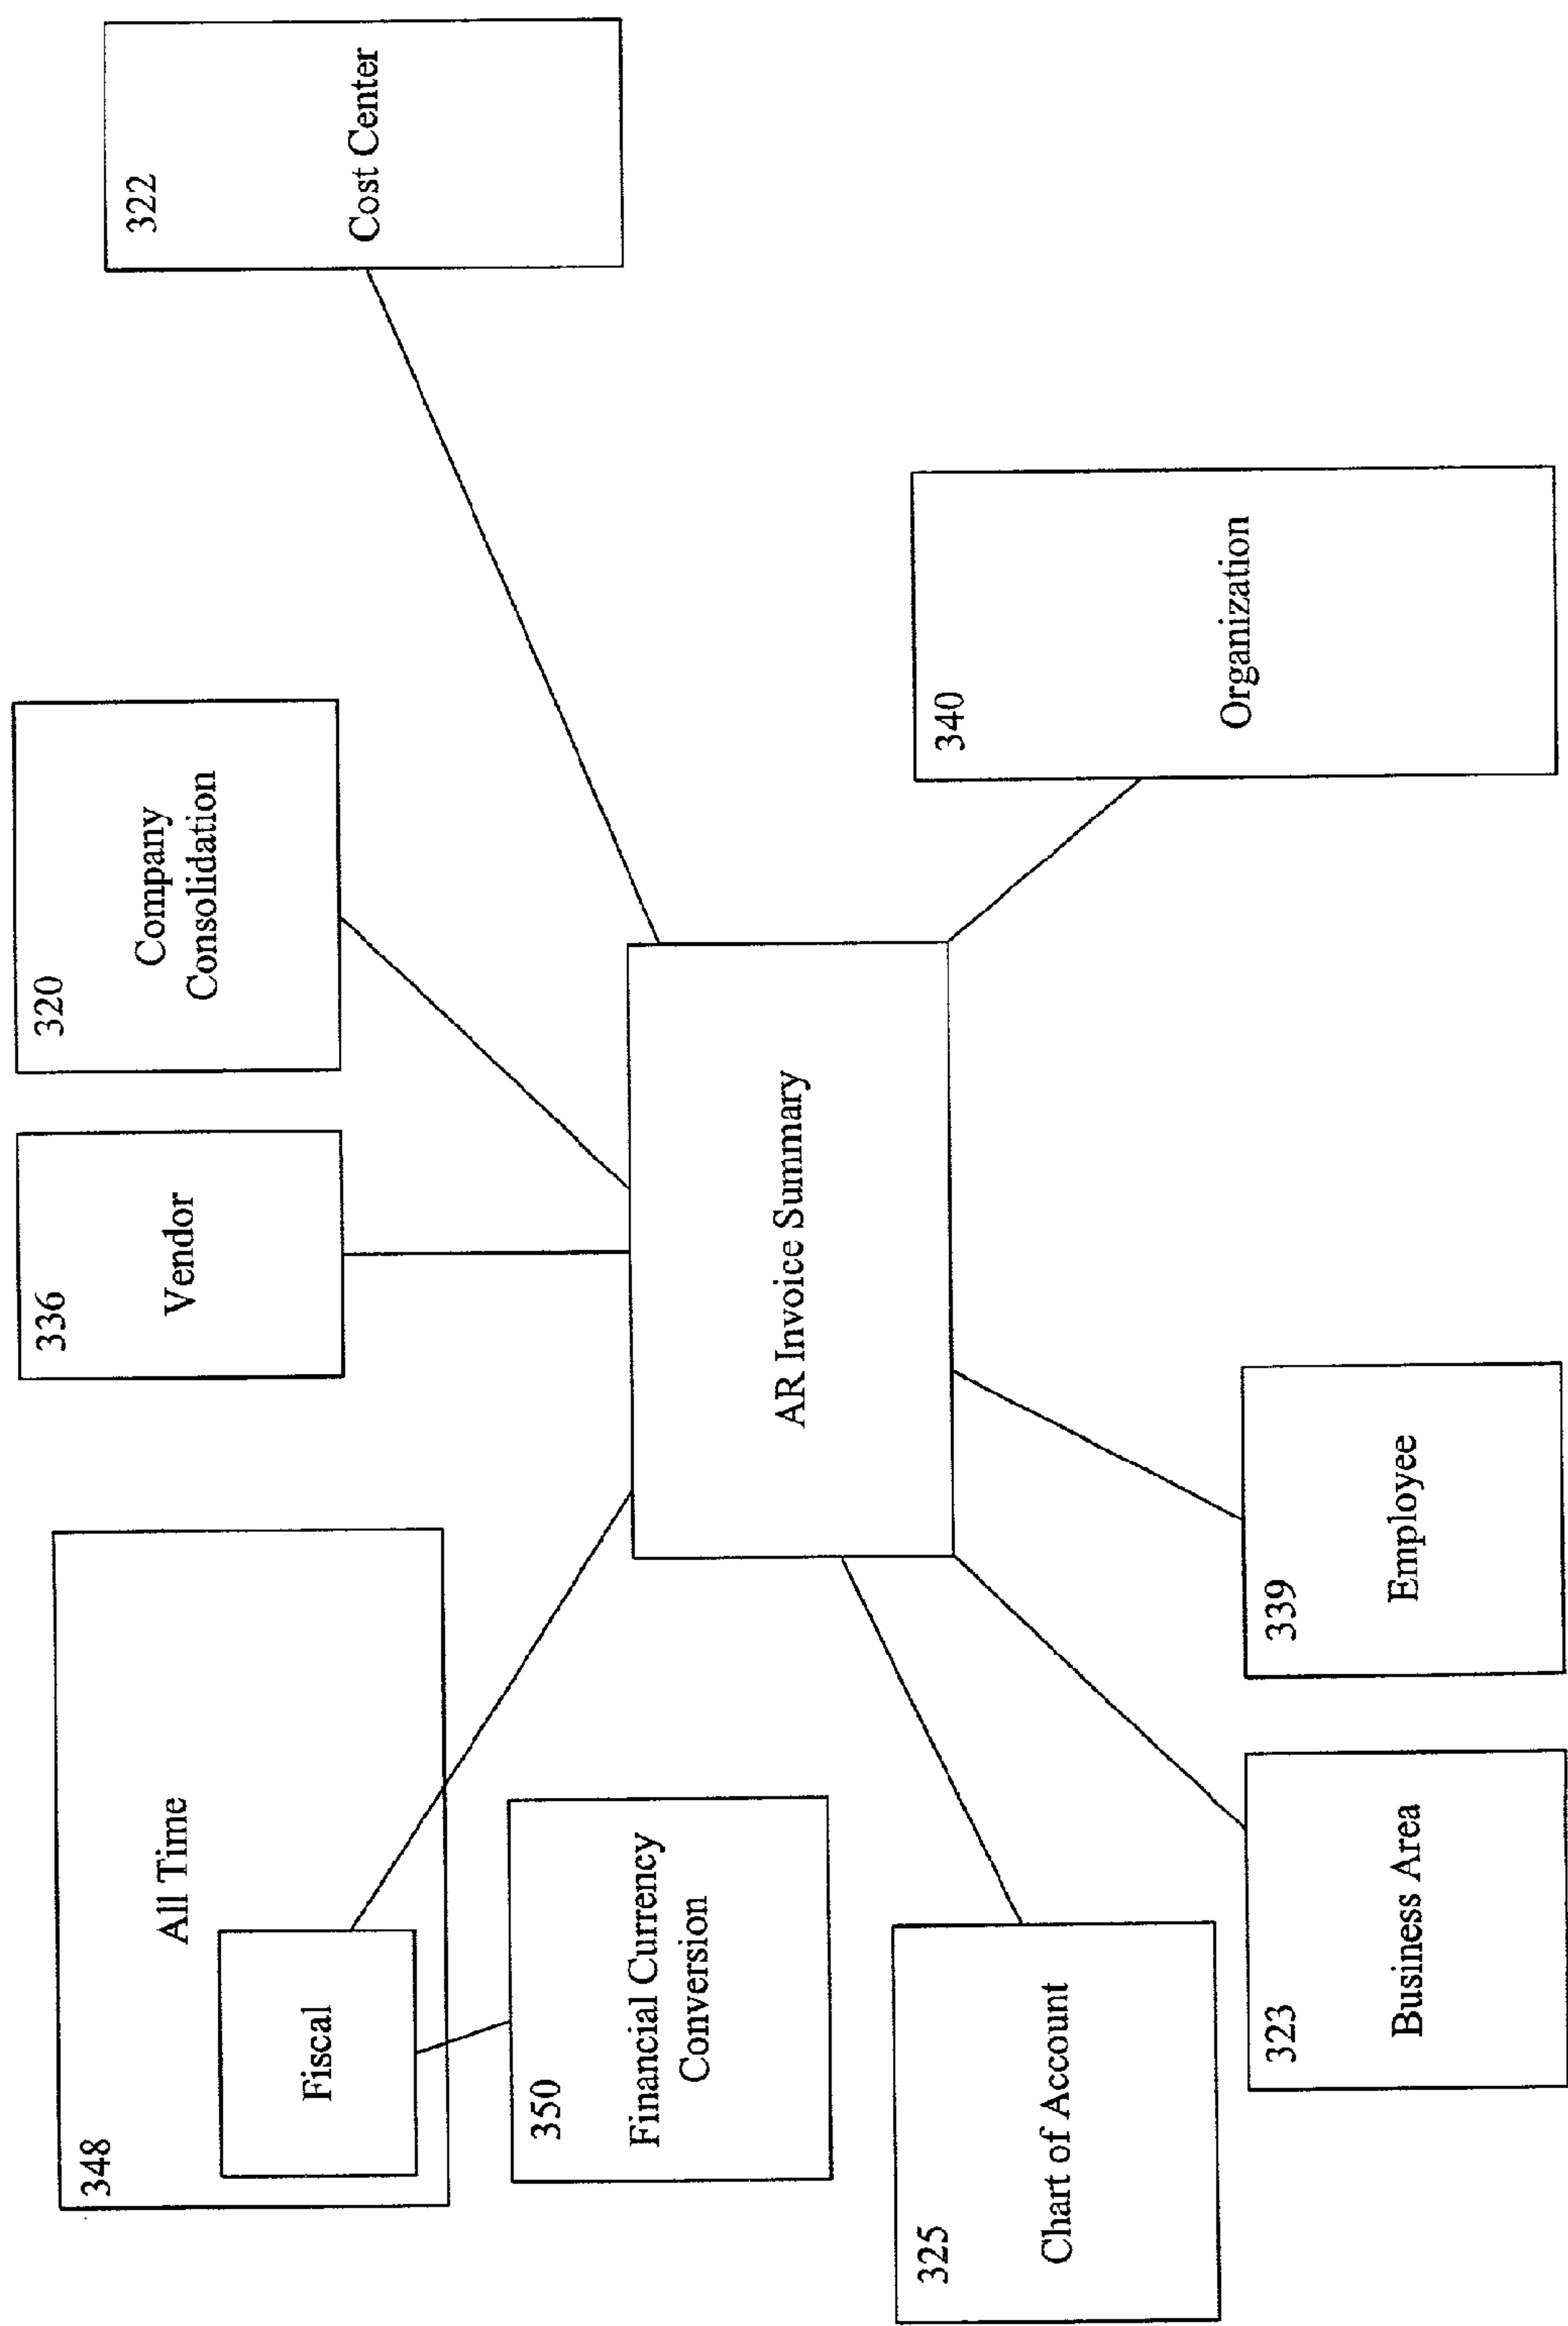 348
All Time
Fiscal
336
Vendor
320
Company
Consolidation
322
Cost Center
350
Financial Currency
Conversion
AR Invoice Summary
325
Chart of Account
340
Organization
323
Business Area
339
Employee